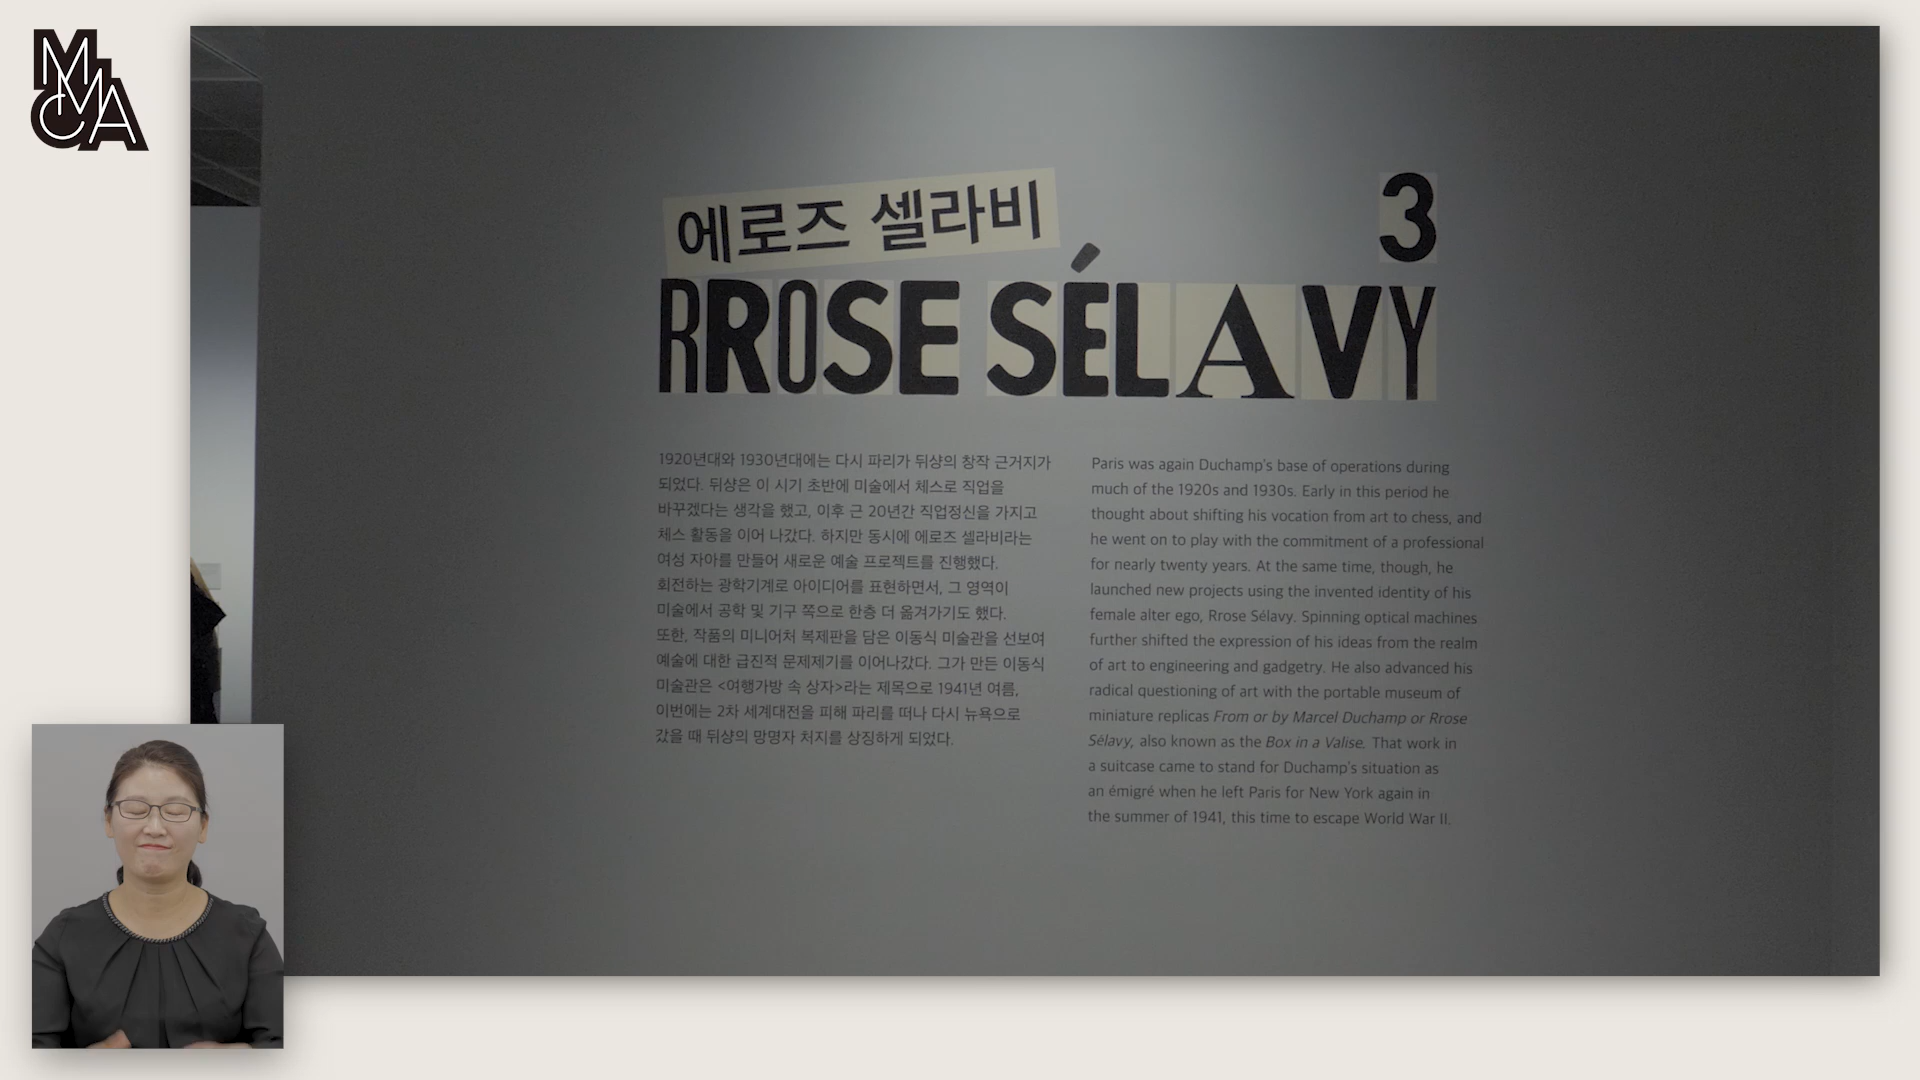 MMCA
에로즈 셀라비
3
RROSE SÉLAVY
1920년대와 1930년대에는 다시 파리가 뒤샹의 창작 근거지가
되었다. 뒤샹은 이 시기 초반에 미술에서 체스로 직업을
바꾸겠다는 생각을 했고, 이후 근 20년간 직업정신을 가지고
체스 활동을 이어 나갔다. 하지만 동시에 에로즈 셀라비라는
여성 자아를 만들어 새로운 예술 프로젝트를 진행했다.
회전하는 광학기계로 아이디어를 표현하면서, 그 영역이
미술에서 공학 및 기구 쪽으로 한층 더 옮겨가기도 했다.
또한, 작품의 미니어처 복제판을 담은 이동식 미술관을 선보여
예술에 대한 급진적 문제제기를 이어나갔다. 그가 만든 이동식
미술관은 <여행가방 속 상자>라는 제목으로 1941년 여름,
이번에는 2차 세계대전을 피해 파리를 떠나 다시 뉴욕으로
갔을 때 뒤샹의 망명자 처지를 상징하게 되었다.
Paris was again Duchamp's base of operations during
much of the 1920s and 1930s. Early in this period he
thought about shifting his vocation from art to chess, and
he went on to play with the commitment of a professional
for nearly twenty years. At the same time, though, he
launched new projects using the invented identity of his
female alter ego, Rrose Sélavy. Spinning optical machines
further shifted the expression of his ideas from the realm
of art to engineering and gadgetry. He also advanced his
radical questioning of art with the portable museum of
miniature replicas From or by Marcel Duchamp or Rrose
Sélavy, also known as the Box in a Valise. That work in
a suitcase came to stand for Duchamp's situation as
an émigré when he left Paris for New York again in
the summer of 1941, this time to escape World War II.